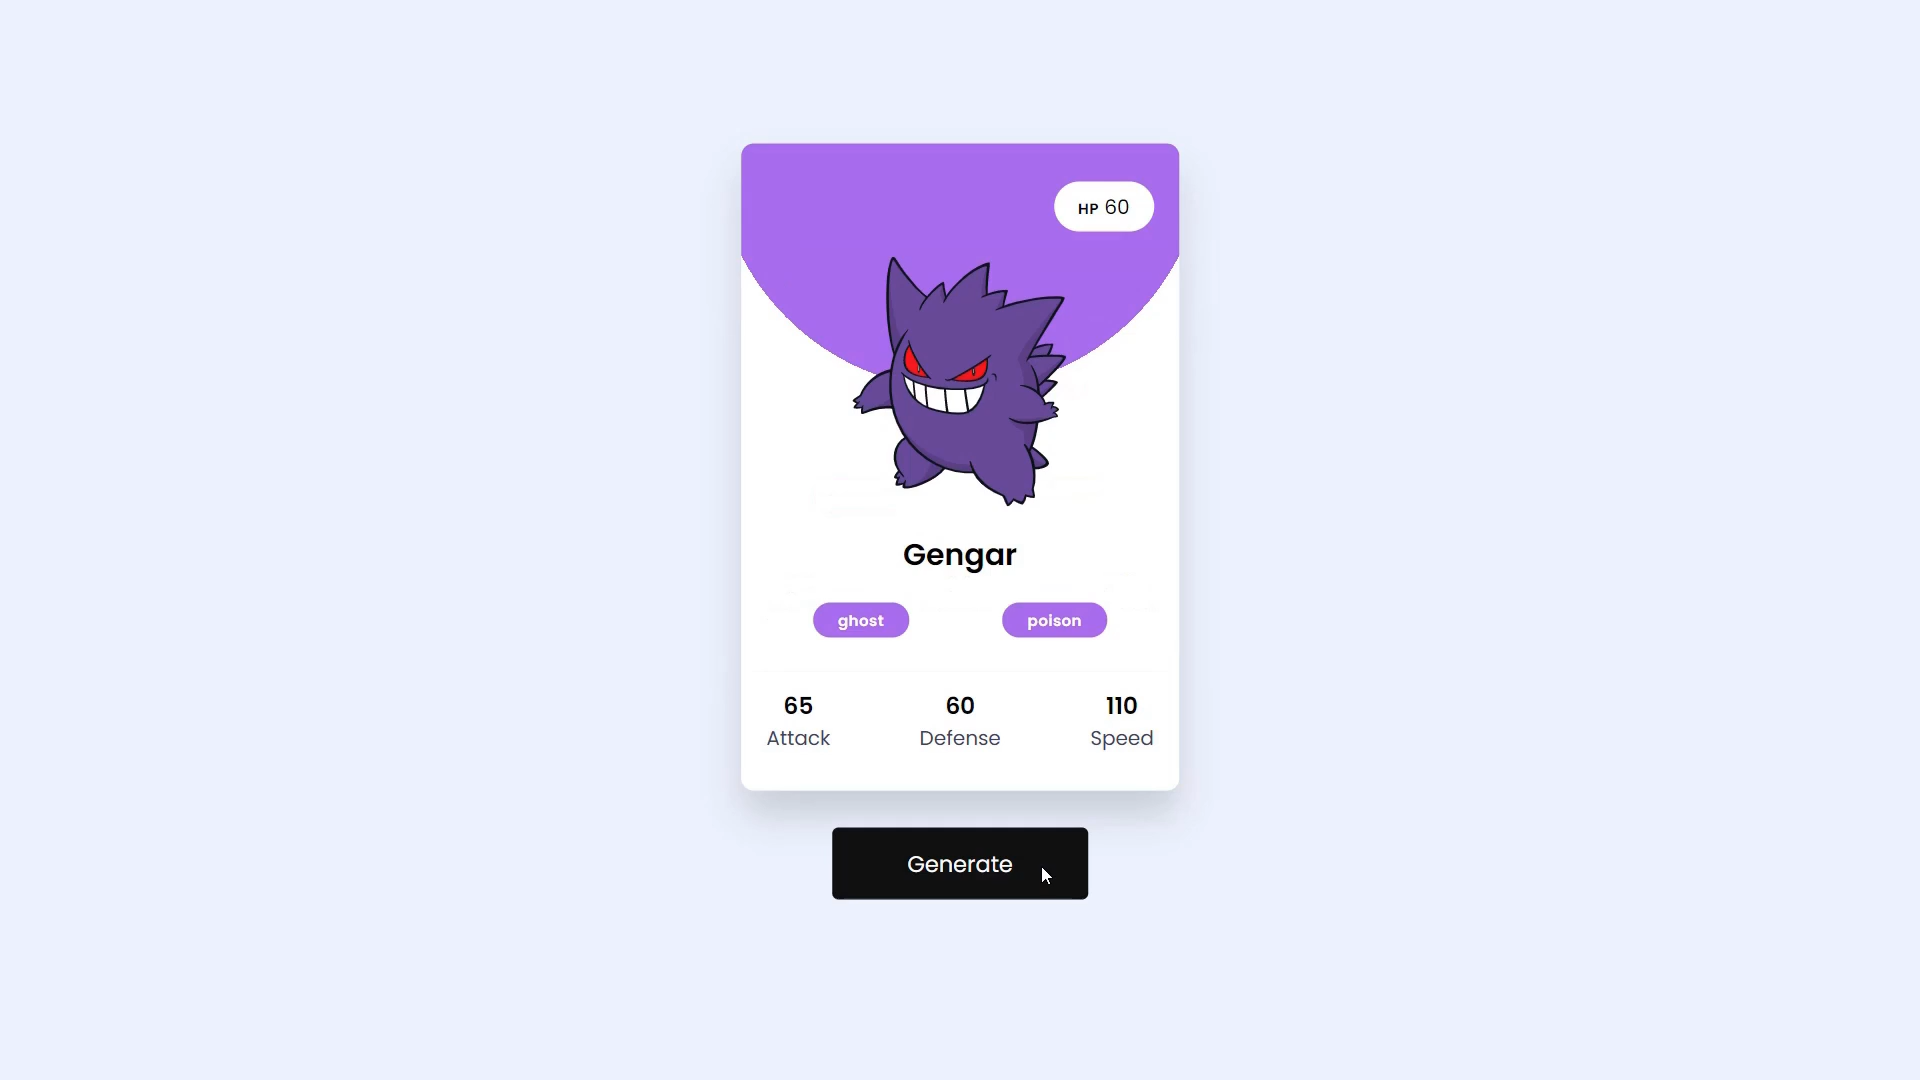 HP 60
Gengar
ghost poison
65 60 110
Attack Defense Speed
Generate